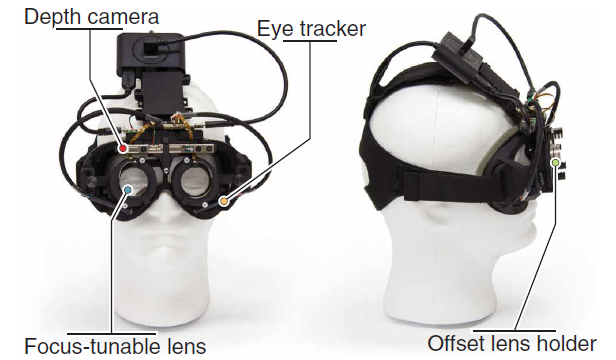 Depth camera
Eye tracker
Focus-tunable lens
Offset lens holder